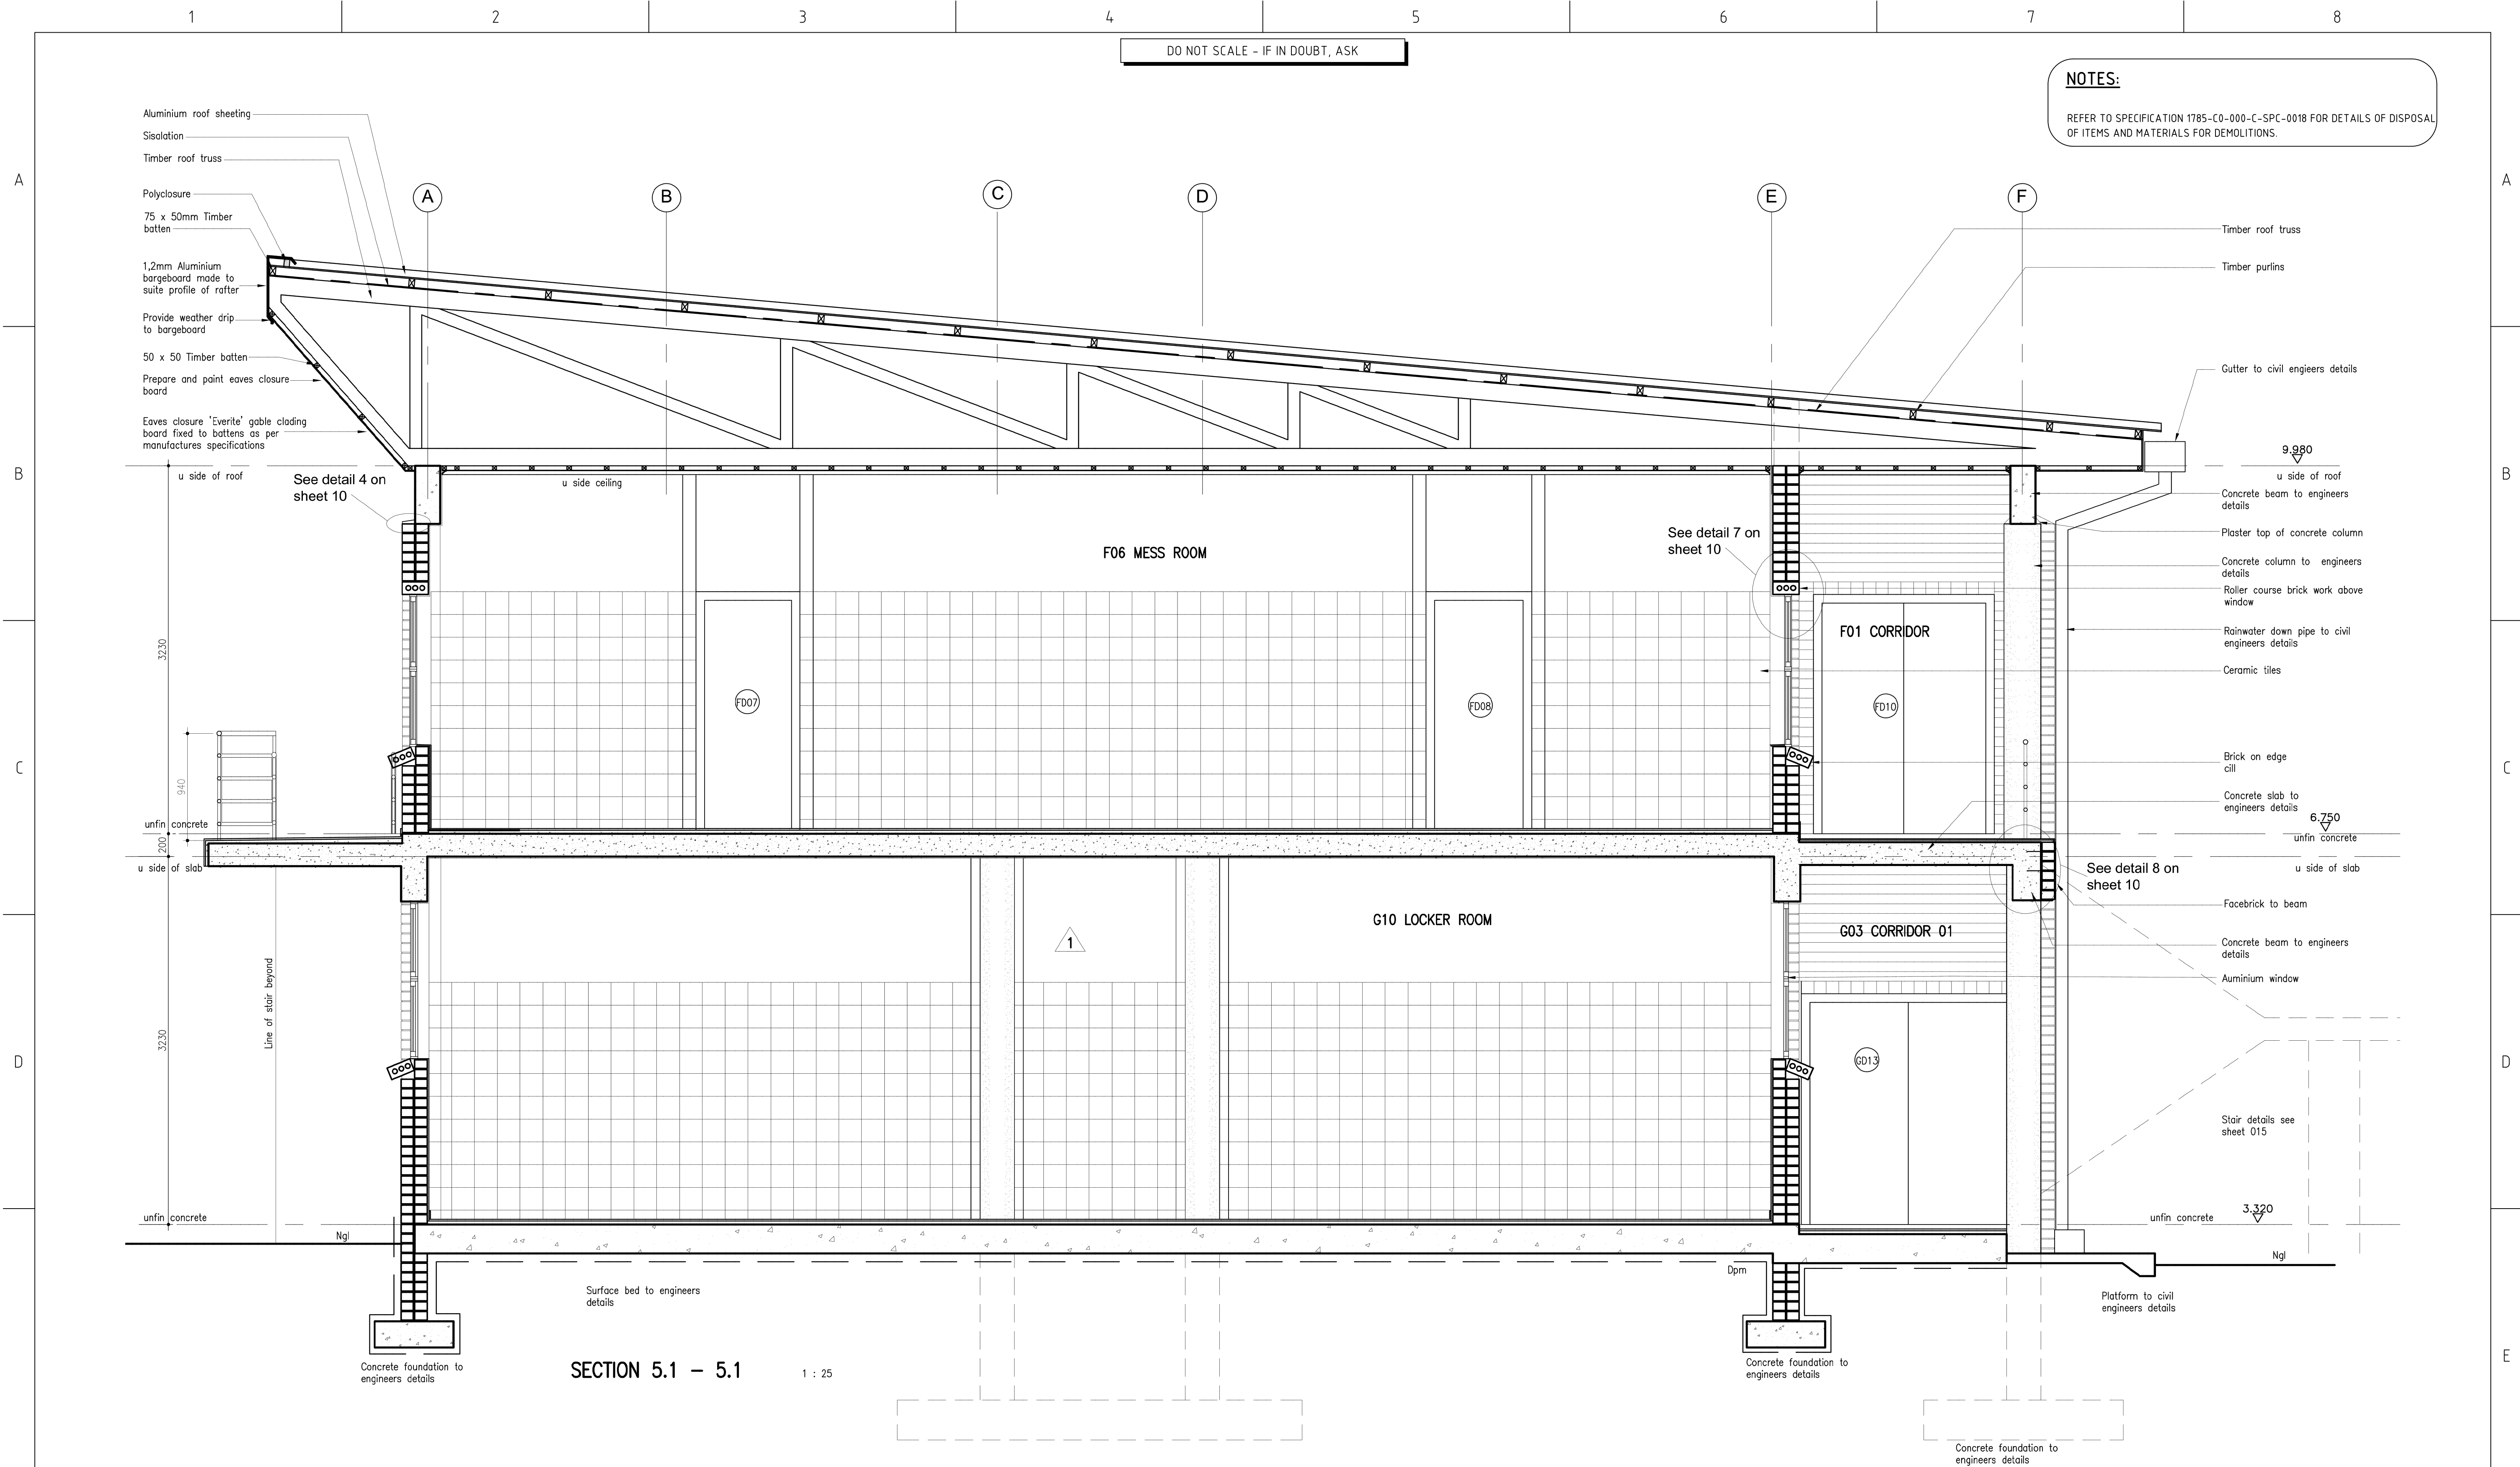 1 2 3 4 5 6 7 8
DO NOT SCALE - IF IN DOUBT, ASK
NOTES:
REFER TO SPECIFICATION 1785-C0-000-C-SPC-0018 FOR DETAILS OF DISPOSAL
OF ITEMS AND MATERIALS FOR DEMOLITIONS.
A
B
C
D
A
B
C
D
E
Aluminium roof sheeting
Sisalation
Timber roof truss
Polyclosure
75 x 50mm Timber
batten
1,2mm Aluminium
bargeboard made to
suite profile of rafter
Provide weather drip
to bargeboard
50 x 50 Timber batten
Prepare and paint eaves closure
board
Eaves closure 'Everite' gable clading
board fixed to battens as per
manufactures specifications
A B C D E F
Timber roof truss
Timber purlins
Gutter to civil engieers details
9.980
u side of roof
u side of roof
See detail 4 on
sheet 10
u side ceiling
F06 MESS ROOM
See detail 7 on
sheet 10
F01 CORRIDOR
FD07
FD08
FD10
Concrete beam to engineers
details
Plaster top of concrete column
Concrete column to engineers
details
Roller course brick work above
window
Rainwater down pipe to civil
engineers details
Ceramic tiles
Brick on edge
cill
Concrete slab to
engineers details
6.750
unfin concrete
u side of slab
See detail 8 on
sheet 10
Facebrick to beam
Concrete beam to engineers
details
Auminium window
3230
940
unfin concrete
200
u side of slab
3230
Line of stair beyond
G10 LOCKER ROOM
1
G03 CORRIDOR 01
GD13
Stair details see
sheet 015
unfin concrete
Ngl
3.320
unfin concrete
Ngl
Dpm
Surface bed to engineers
details
Platform to civil
engineers details
Concrete foundation to
engineers details
SECTION 5.1 - 5.1
1 : 25
Concrete foundation to
engineers details
Concrete foundation to
engineers details